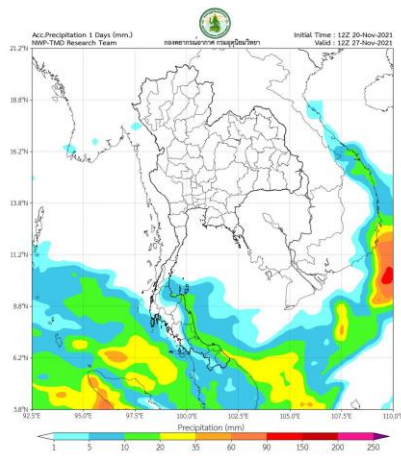 Acc.Precipitation 1 Days (mm.)
NWP-TMD Research Team
กองพยากรณ์อากาศ กรมอุตุนิยมวิทยา
Initial Time : 12Z 20-Nov-2021
Valid : 12Z 27-Nov-2021
21.2°N
18.8°N
16.2°N
13.8°N
11.2°N
8.8°N
6.2°N
3.8°N
92.5°E 95.0°E 97.5°E 100.0°E 102.5°E 105.0°E 107.5°E 110.0°E
Precipitation (mm)
1 5 10 20 35 60 90 150 200 250